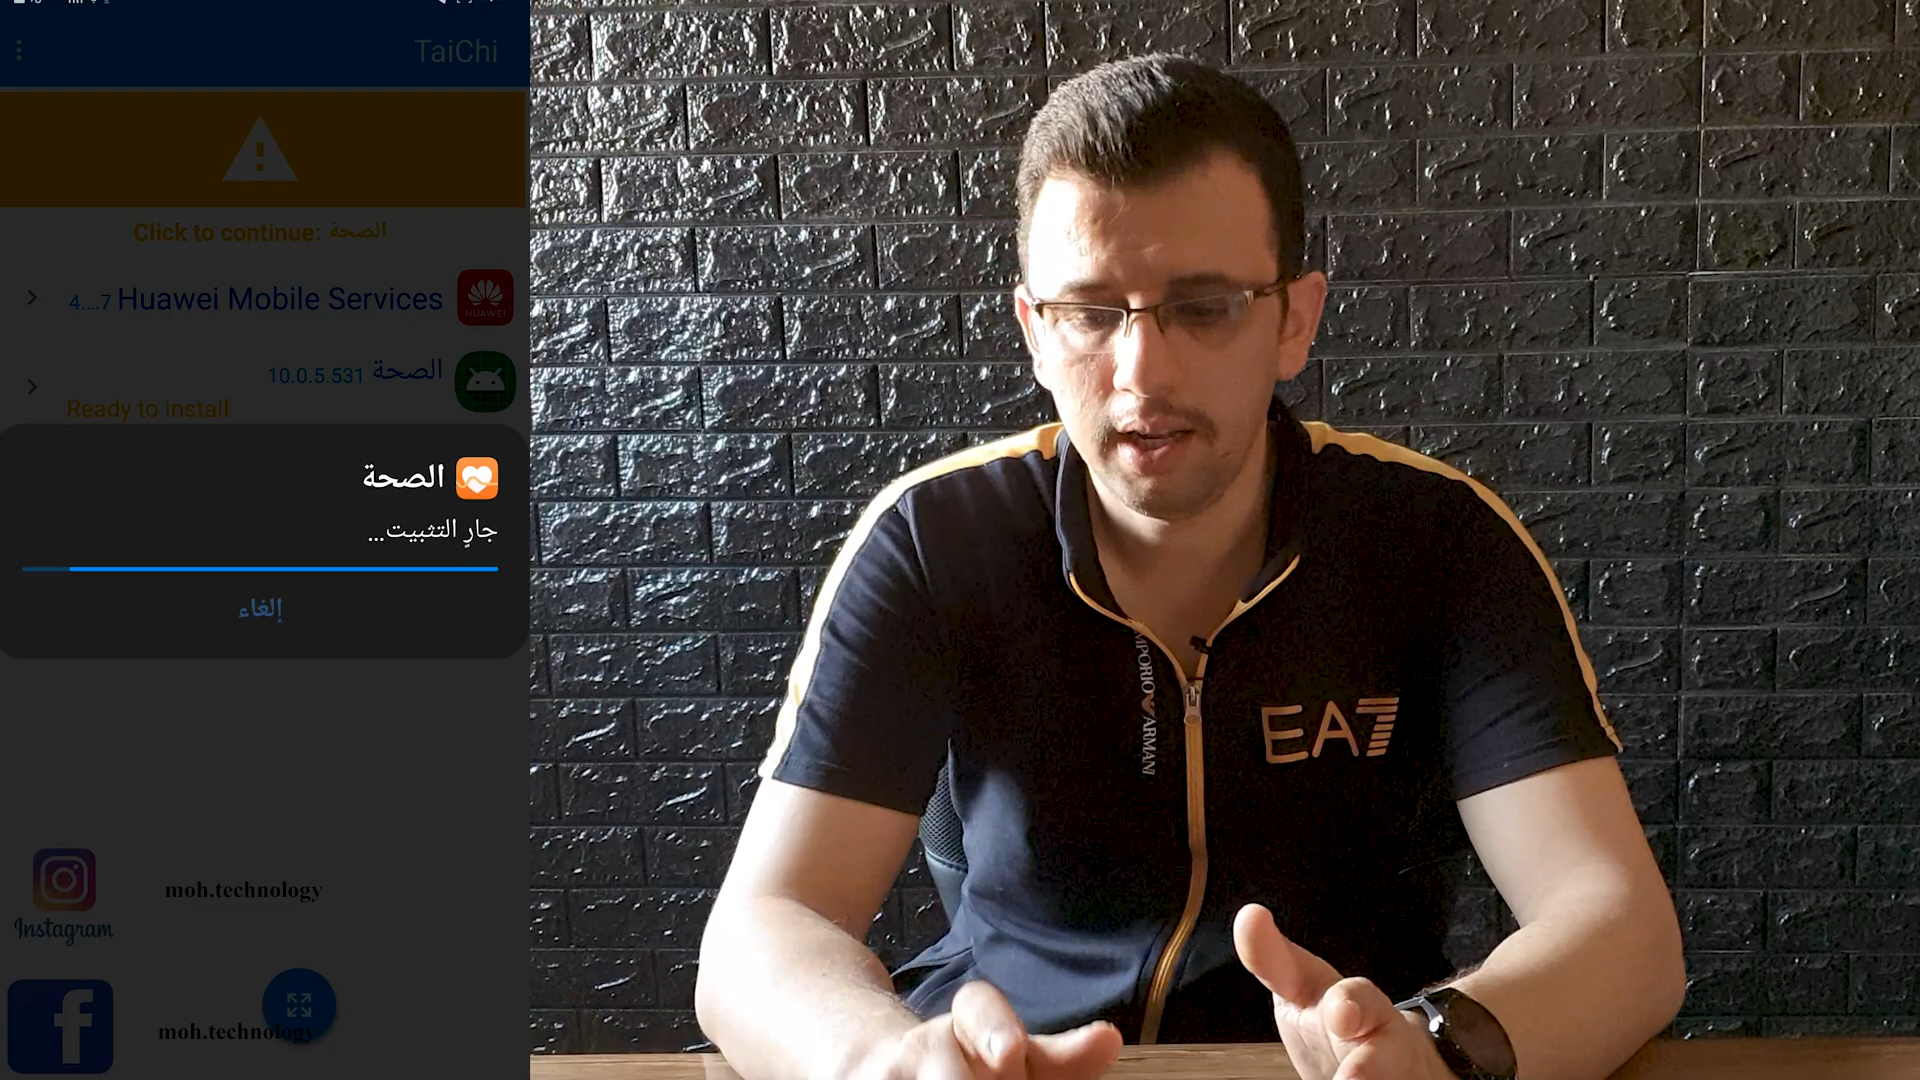 TaiChi
Click to continue: الصحة
4....7 Huawei Mobile Services
HUAWEI
10.0.5.531 الصحة
Ready to install
الصحة
جارٍ التثبيت...
إلغاء
Instagram
moh.technology
moh.technology
EMPORIO ARMANI
EA7